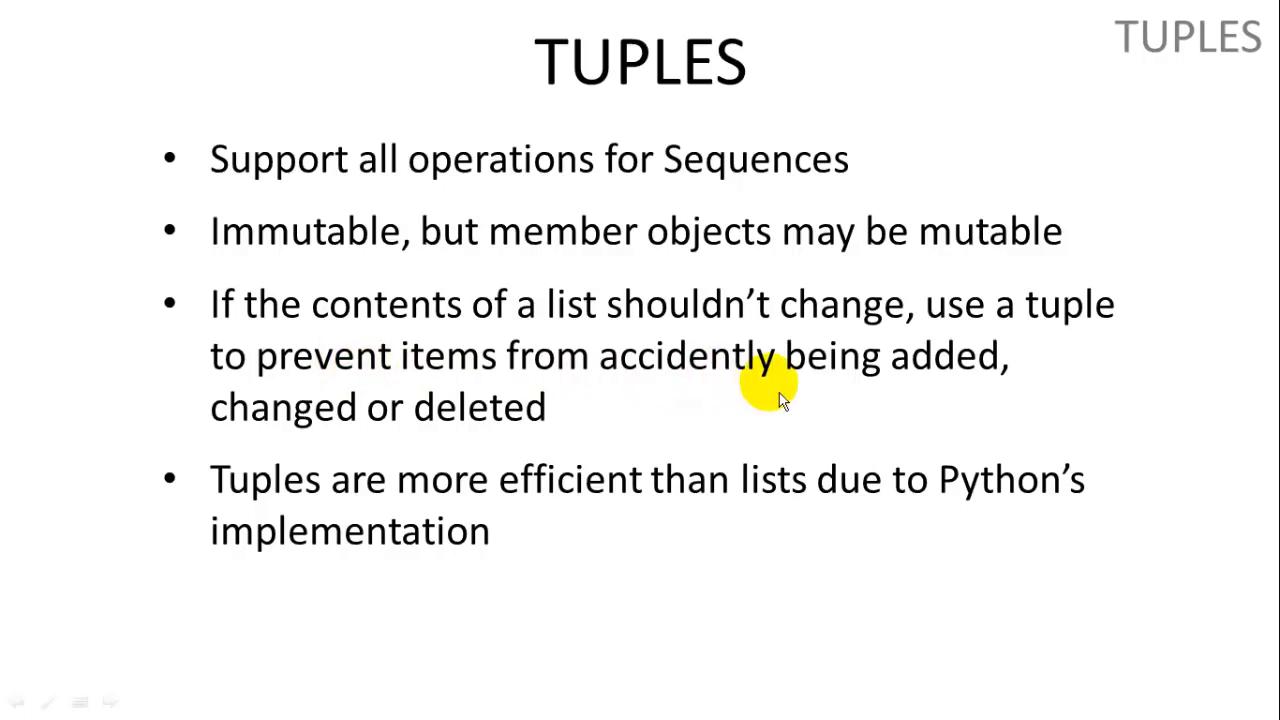 TUPLES
TUPLES
• Support all operations for Sequences
• Immutable, but member objects may be mutable
• If the contents of a list shouldn’t change, use a tuple
to prevent items from accidently being added,
changed or deleted
• Tuples are more efficient than lists due to Python’s
implementation